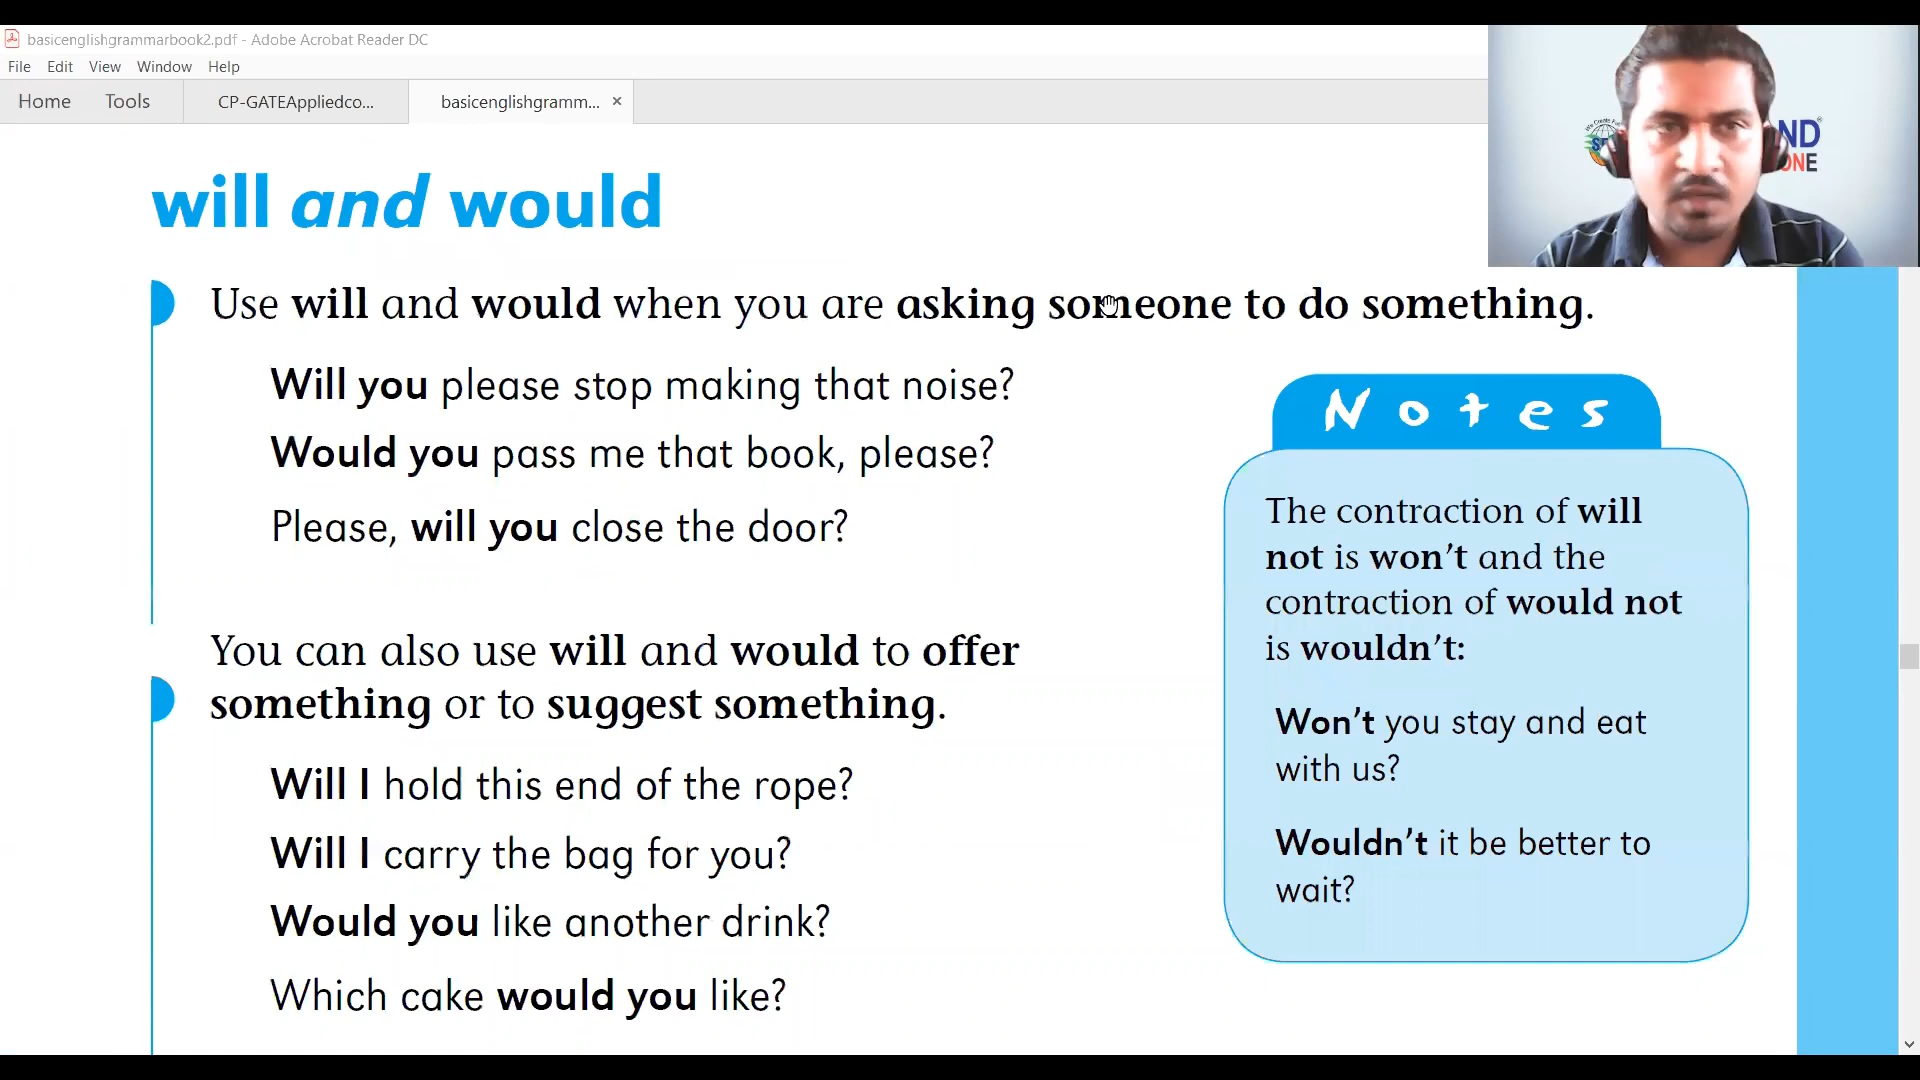 basicenglishgrammarbook2.pdf - Adobe Acrobat Reader DC
File Edit View Window Help
Home Tools CP-GATEAppliedco... basicenglishgramm... ×
ND
ONE
will and would
Use will and would when you are asking someone to do something.
Will you please stop making that noise?
Would you pass me that book, please?
Please, will you close the door?
You can also use will and would to offer
something or to suggest something.
Will I hold this end of the rope?
Will I carry the bag for you?
Would you like another drink?
Which cake would you like?
Notes
The contraction of will
not is won't and the
contraction of would not
is wouldn't:
Won't you stay and eat
with us?
Wouldn't it be better to
wait?